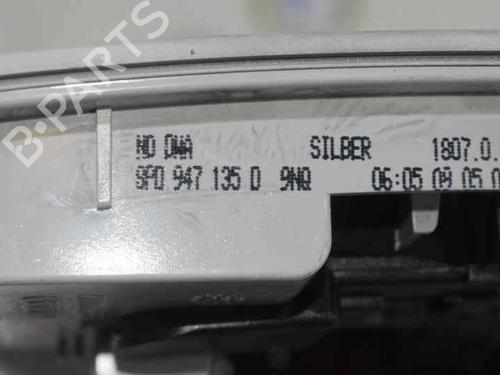 B-PARTS
NO DWA SILBER 1807.0.
8P0 947 135 D 9NQ 06:05 08 05 0